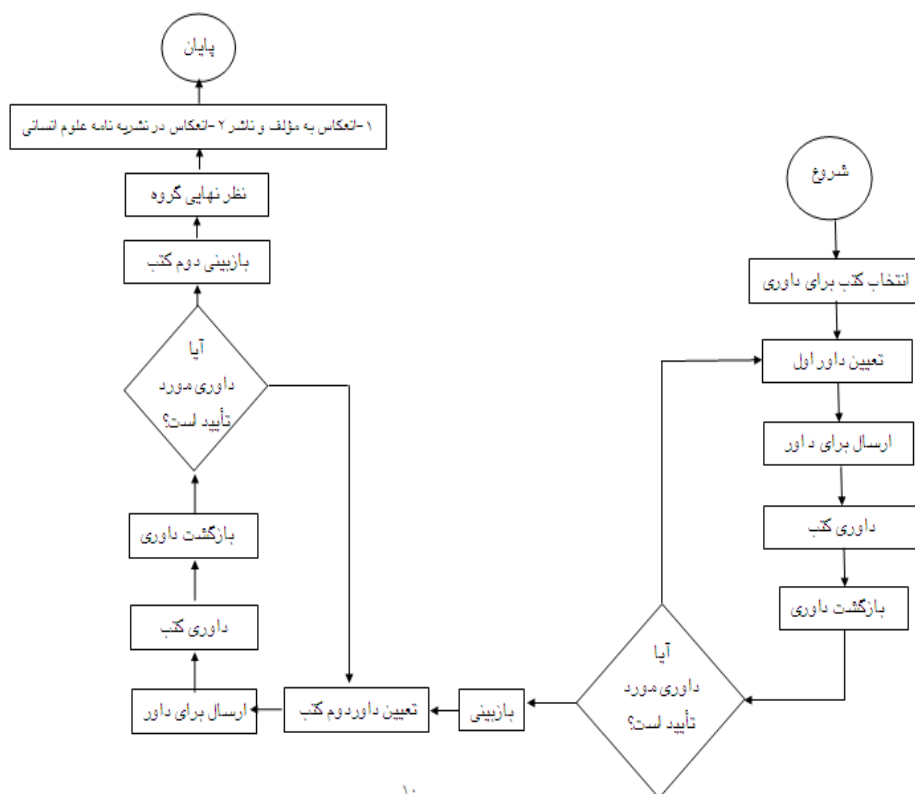 شروع
انتخاب کتب برای داوری
تعیین داور اول
ارسال برای داور
داوری کتب
بازگشت داوری
آیا
داوری مورد
تأیید است؟
بازبینی
تعیین داوردوم کتب
ارسال برای داور
داوری کتب
بازگشت داوری
آیا
داوری مورد
تأیید است؟
بازبینی دوم کتب
نظر نهایی گروه
۱-انعکاس به مؤلف و ناشر ۲-انعکاس در نشریه نامه علوم انسانی
پایان
۱۰